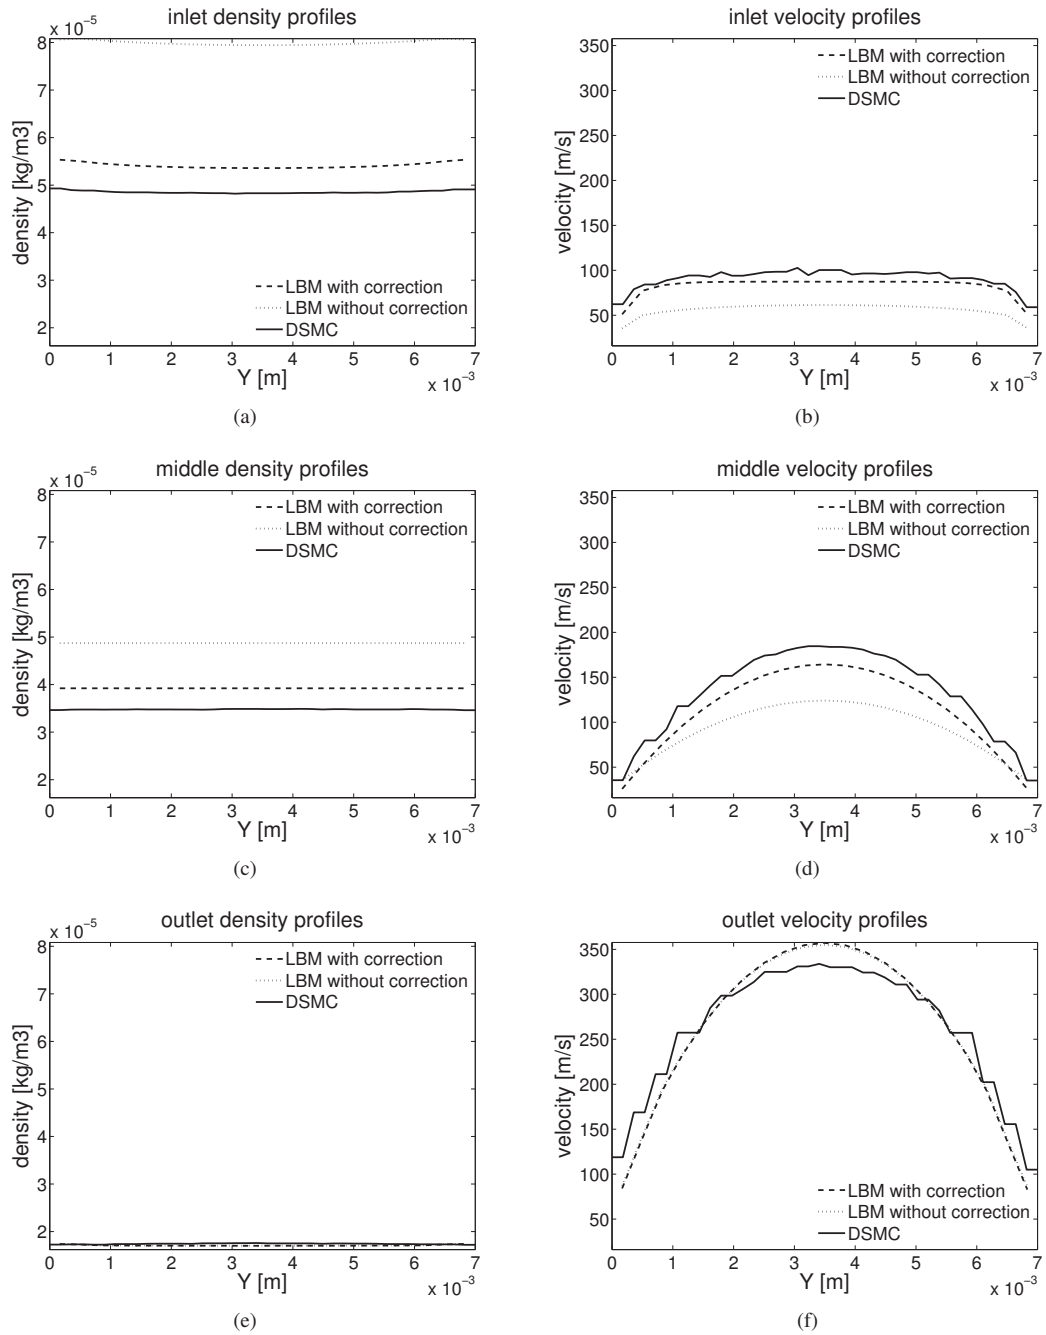 inlet density profiles
x 10⁻⁵
8
7
6
5
4
3
2
density [kg/m3]
LBM with correction
LBM without correction
DSMC
0 1 2 3 4 5 6 7
Y [m]
x 10⁻³
(a)
inlet velocity profiles
350
300
250
200
150
100
50
velocity [m/s]
LBM with correction
LBM without correction
DSMC
0 1 2 3 4 5 6 7
Y [m]
x 10⁻³
(b)
middle density profiles
x 10⁻⁵
8
7
6
5
4
3
2
density [kg/m3]
LBM with correction
LBM without correction
DSMC
0 1 2 3 4 5 6 7
Y [m]
x 10⁻³
(c)
middle velocity profiles
350
300
250
200
150
100
50
velocity [m/s]
LBM with correction
LBM without correction
DSMC
0 1 2 3 4 5 6 7
Y [m]
x 10⁻³
(d)
outlet density profiles
x 10⁻⁵
8
7
6
5
4
3
2
density [kg/m3]
LBM with correction
LBM without correction
DSMC
0 1 2 3 4 5 6 7
Y [m]
x 10⁻³
(e)
outlet velocity profiles
350
300
250
200
150
100
50
velocity [m/s]
LBM with correction
LBM without correction
DSMC
0 1 2 3 4 5 6 7
Y [m]
x 10⁻³
(f)